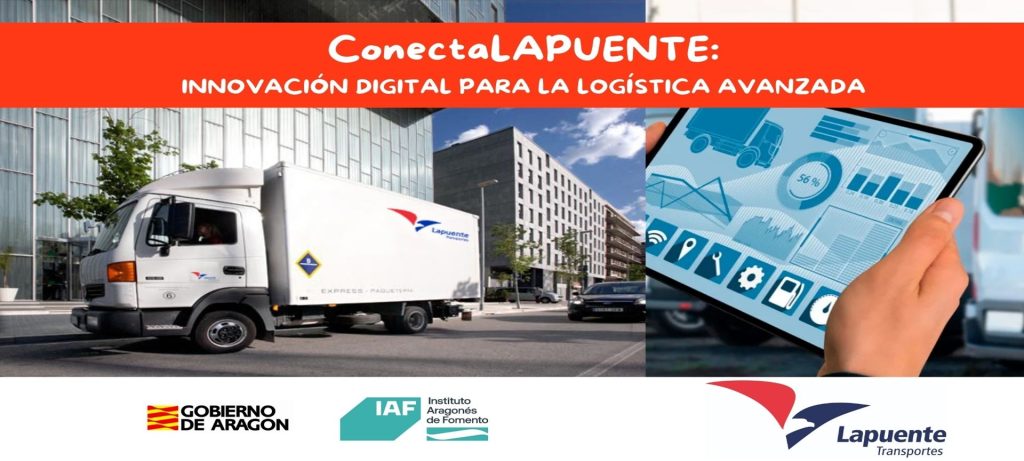 ConectaLAPUENTE:
INNOVACIÓN DIGITAL PARA LA LOGÍSTICA AVANZADA
Lapuente
Transportes
EXPRESS - PAQUETERIA
6
56 %
GOBIERNO
DE ARAGON
IAF
Instituto
Aragonés
de Fomento
Lapuente
Transportes